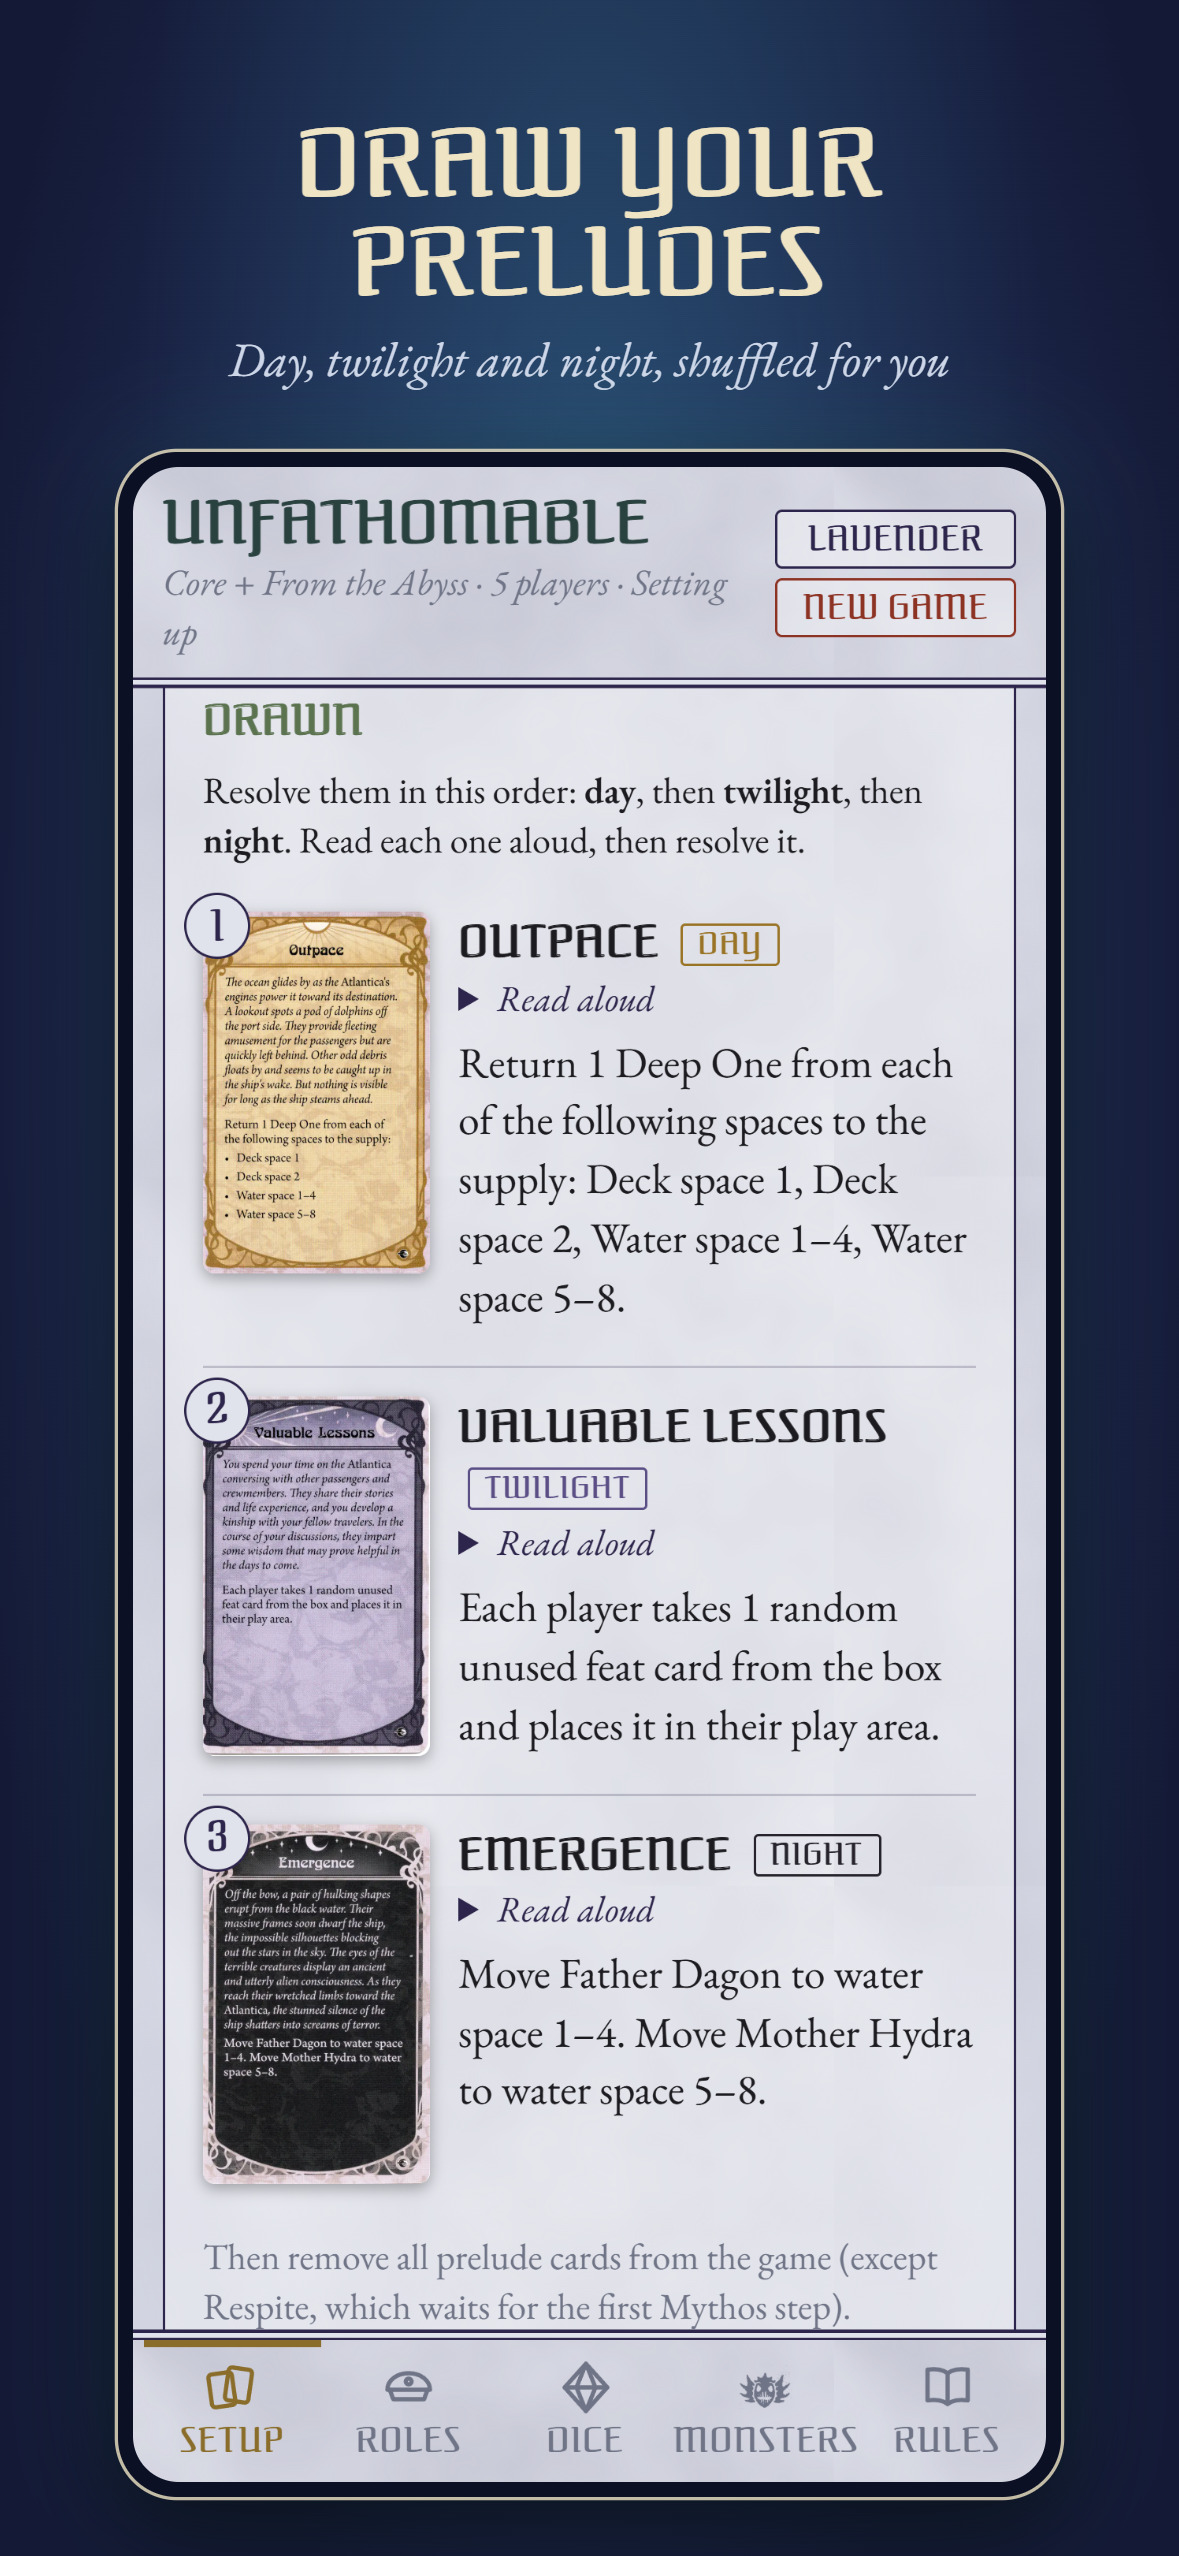 DRAW YOUR
PRELUDES
Day, twilight and night, shuffled for you
UNFATHOMABLE
Core + From the Abyss · 5 players · Setting
up
LAVENDER
NEW GAME
DRAWN
Resolve them in this order: day, then twilight, then
night. Read each one aloud, then resolve it.
1
Outpace
The ocean glides by as the Atlantica's
engines power it toward its destination.
A lookout spots a pod of dolphins off
the port side. They provide fleeting
amusement for the passengers but are
quickly left behind. Other odd debris
floats by and seems to be caught up in
the ship's wake. But nothing is visible
for long as the ship steams ahead.
Return 1 Deep One from each of
the following spaces to the supply:
• Deck space 1
• Deck space 2
• Water space 1–4
• Water space 5–8
OUTPACE DAY
Read aloud
Return 1 Deep One from each
of the following spaces to the
supply: Deck space 1, Deck
space 2, Water space 1–4, Water
space 5–8.
2
Valuable Lessons
You spend your time on the Atlantica
conversing with other passengers and
crewmembers. They share their stories
and life experience, and you develop a
kinship with your fellow travelers. In the
course of your discussions, they impart
some wisdom that may prove helpful in
the days to come.
Each player takes 1 random unused
feat card from the box and places it in
their play area.
VALUABLE LESSONS
TWILIGHT
Read aloud
Each player takes 1 random
unused feat card from the box
and places it in their play area.
3
Emergence
Off the bow, a pair of hulking shapes
erupt from the black water. Their
massive frames soon dwarf the ship,
the impossible silhouettes blocking
out the stars in the sky. The eyes of the
terrible creatures display an ancient
and utterly alien consciousness. As they
reach their wretched limbs toward the
Atlantica, the stunned silence of the
ship shatters into screams of terror.
Move Father Dagon to water space
1–4. Move Mother Hydra to water
space 5–8.
EMERGENCE NIGHT
Read aloud
Move Father Dagon to water
space 1–4. Move Mother Hydra
to water space 5–8.
Then remove all prelude cards from the game (except
Respite, which waits for the first Mythos step).
SETUP ROLES DICE MONSTERS RULES